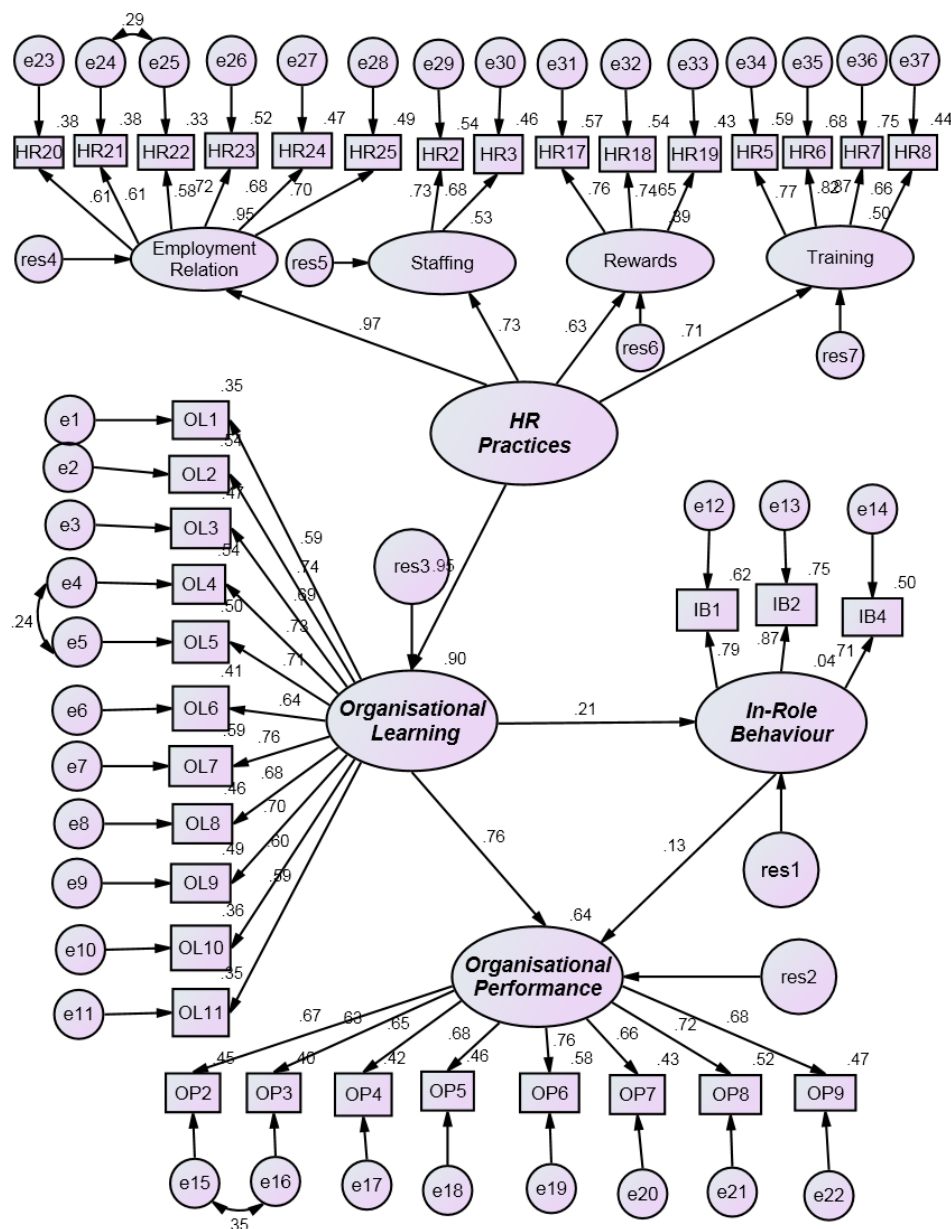 .29
e23 e24 e25 e26 e27 e28 e29 e30 e31 e32 e33 e34 e35 e36 e37
.38 .38 .33 .52 .47 .49 .54 .46 .57 .54 .43 .59 .68 .75 .44
HR20 HR21 HR22 HR23 HR24 HR25 HR2 HR3 HR17 HR18 HR19 HR5 HR6 HR7 HR8
.61 .61 .58 .72 .68 .70 .73 .68 .76 .74 .65 .77 .82 .87 .66
.95 .53 .39 .50
res4 Employment
Relation
res5 Staffing
Rewards
Training
res6
res7
.97 .73 .63 .71
HR
Practices
.35
e1 OL1
.54
e2 OL2
.47
e3 OL3
.54
e4 OL4
.50
.24
e5 OL5
.41
e6 OL6
.59
e7 OL7
.46
e8 OL8
.49
e9 OL9
.36
e10 OL10
.35
e11 OL11
.59
.74
.69
.73
.71
.64
.76
.68
.70
.60
.59
res3 .95
.90
Organisational
Learning
.21
e12 e13 e14
.62 .75 .50
IB1 IB2 IB4
.79 .87 .71
.04
In-Role
Behaviour
res1
.76 .13
.64
Organisational
Performance
res2
.67 .63 .65 .68 .76 .66 .72 .68
.45 .40 .42 .46 .58 .43 .52 .47
OP2 OP3 OP4 OP5 OP6 OP7 OP8 OP9
e15 e16 e17 e18 e19 e20 e21 e22
.35